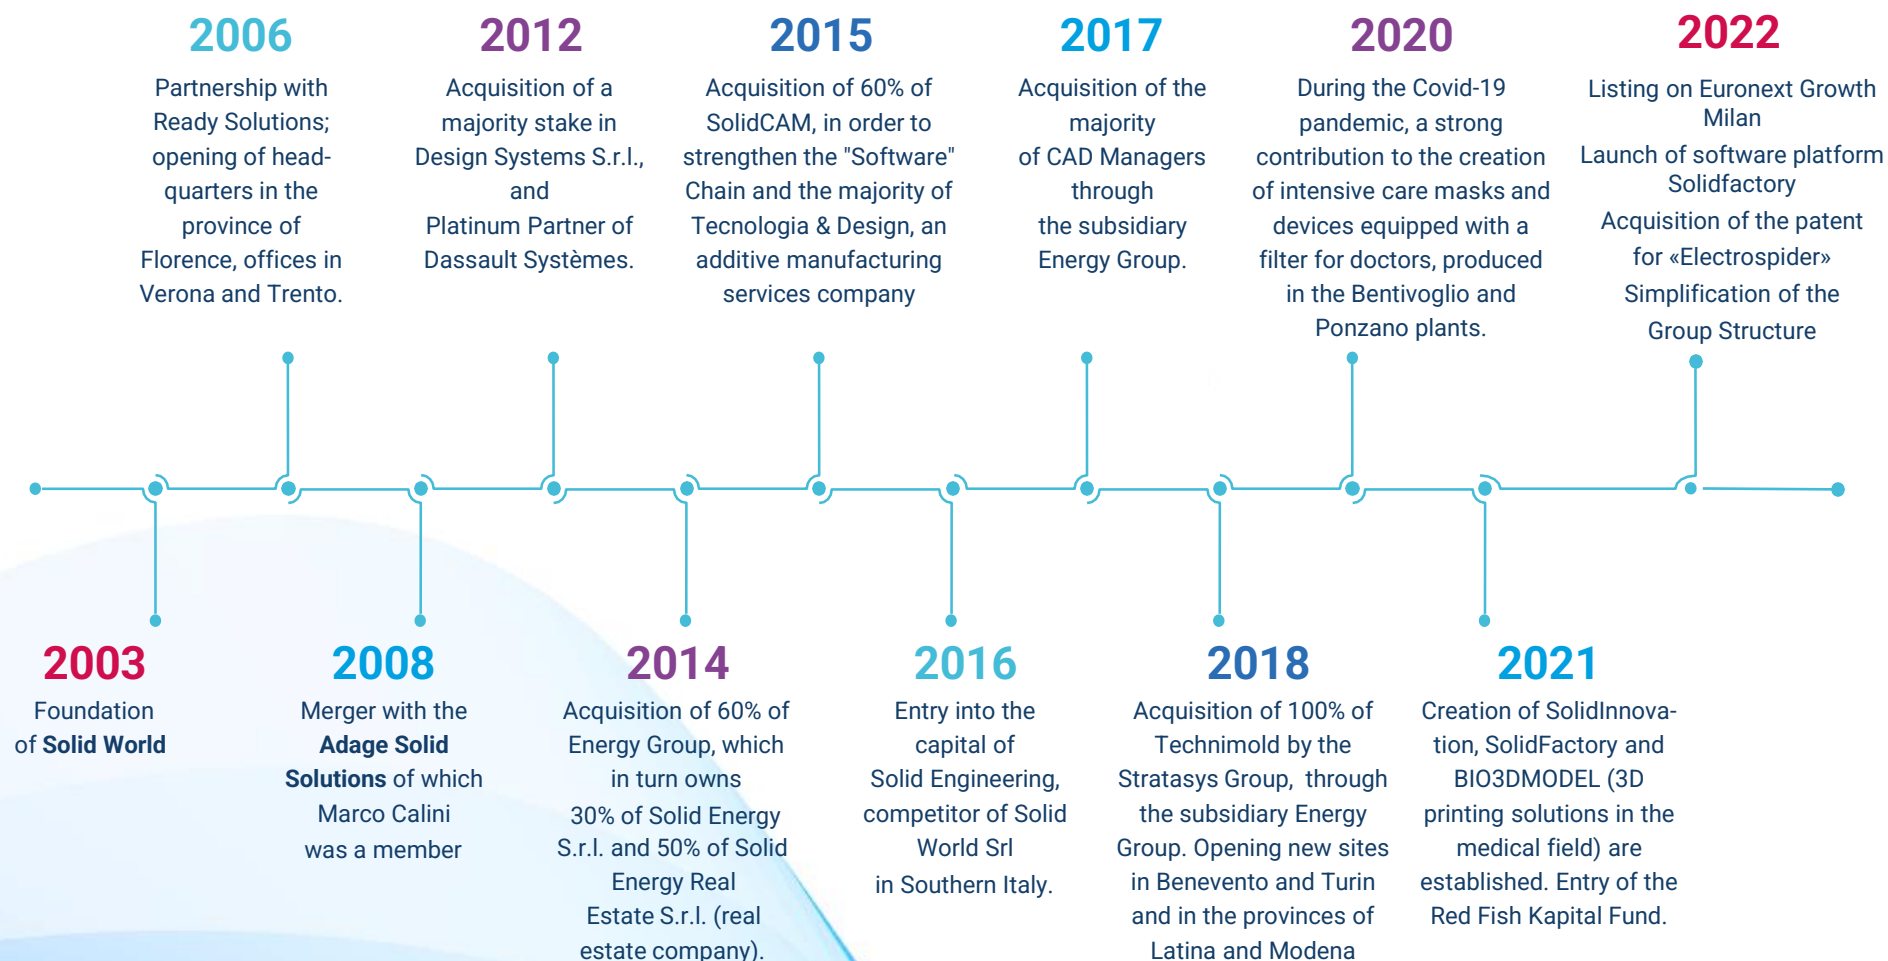 2006
Partnership with
Ready Solutions;
opening of head-
quarters in the
province of
Florence, offices in
Verona and Trento.
2012
Acquisition of a
majority stake in
Design Systems S.r.l.,
and
Platinum Partner of
Dassault Systèmes.
2015
Acquisition of 60% of
SolidCAM, in order to
strengthen the "Software"
Chain and the majority of
Tecnologia & Design, an
additive manufacturing
services company
2017
Acquisition of the
majority
of CAD Managers
through
the subsidiary
Energy Group.
2020
During the Covid-19
pandemic, a strong
contribution to the creation
of intensive care masks and
devices equipped with a
filter for doctors, produced
in the Bentivoglio and
Ponzano plants.
2022
Listing on Euronext Growth
Milan
Launch of software platform
Solidfactory
Acquisition of the patent
for «Electrospider»
Simplification of the
Group Structure
2003
Foundation
of Solid World
2008
Merger with the
Adage Solid
Solutions of which
Marco Calini
was a member
2014
Acquisition of 60% of
Energy Group, which
in turn owns
30% of Solid Energy
S.r.l. and 50% of Solid
Energy Real
Estate S.r.l. (real
estate company).
2016
Entry into the
capital of
Solid Engineering,
competitor of Solid
World Srl
in Southern Italy.
2018
Acquisition of 100% of
Technimold by the
Stratasys Group, through
the subsidiary Energy
Group. Opening new sites
in Benevento and Turin
and in the provinces of
Latina and Modena
2021
Creation of SolidInnova-
tion, SolidFactory and
BIO3DMODEL (3D
printing solutions in the
medical field) are
established. Entry of the
Red Fish Kapital Fund.